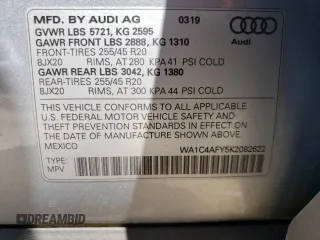 MFD. BY AUDI AG 03 19
GVWR LBS 5721, KG 2595
GAWR FRONT LBS 2888, KG 1310
FRONT-TIRES 255/45 R20
8JX20 AT 280 KPA 41 PSI COLD
GAWR REAR LBS 3042, KG 1380
REAR-TIRES 255/45 R20
8JX20 AT 300 KPA 44 PSI COLD
Audi
THIS VEHICLE CONFORMS TO ALL APPLICABLE
U.S. FEDERAL MOTOR VEHICLE SAFETY, BUMPER, AND
THEFT PREVENTION STANDARDS IN EFFECT ON THE
DATE OF MANUFACTURE SHOWN ABOVE.
MEXICO WA1C4AFY5K2082622
TYPE:
MPV
DREAMBID